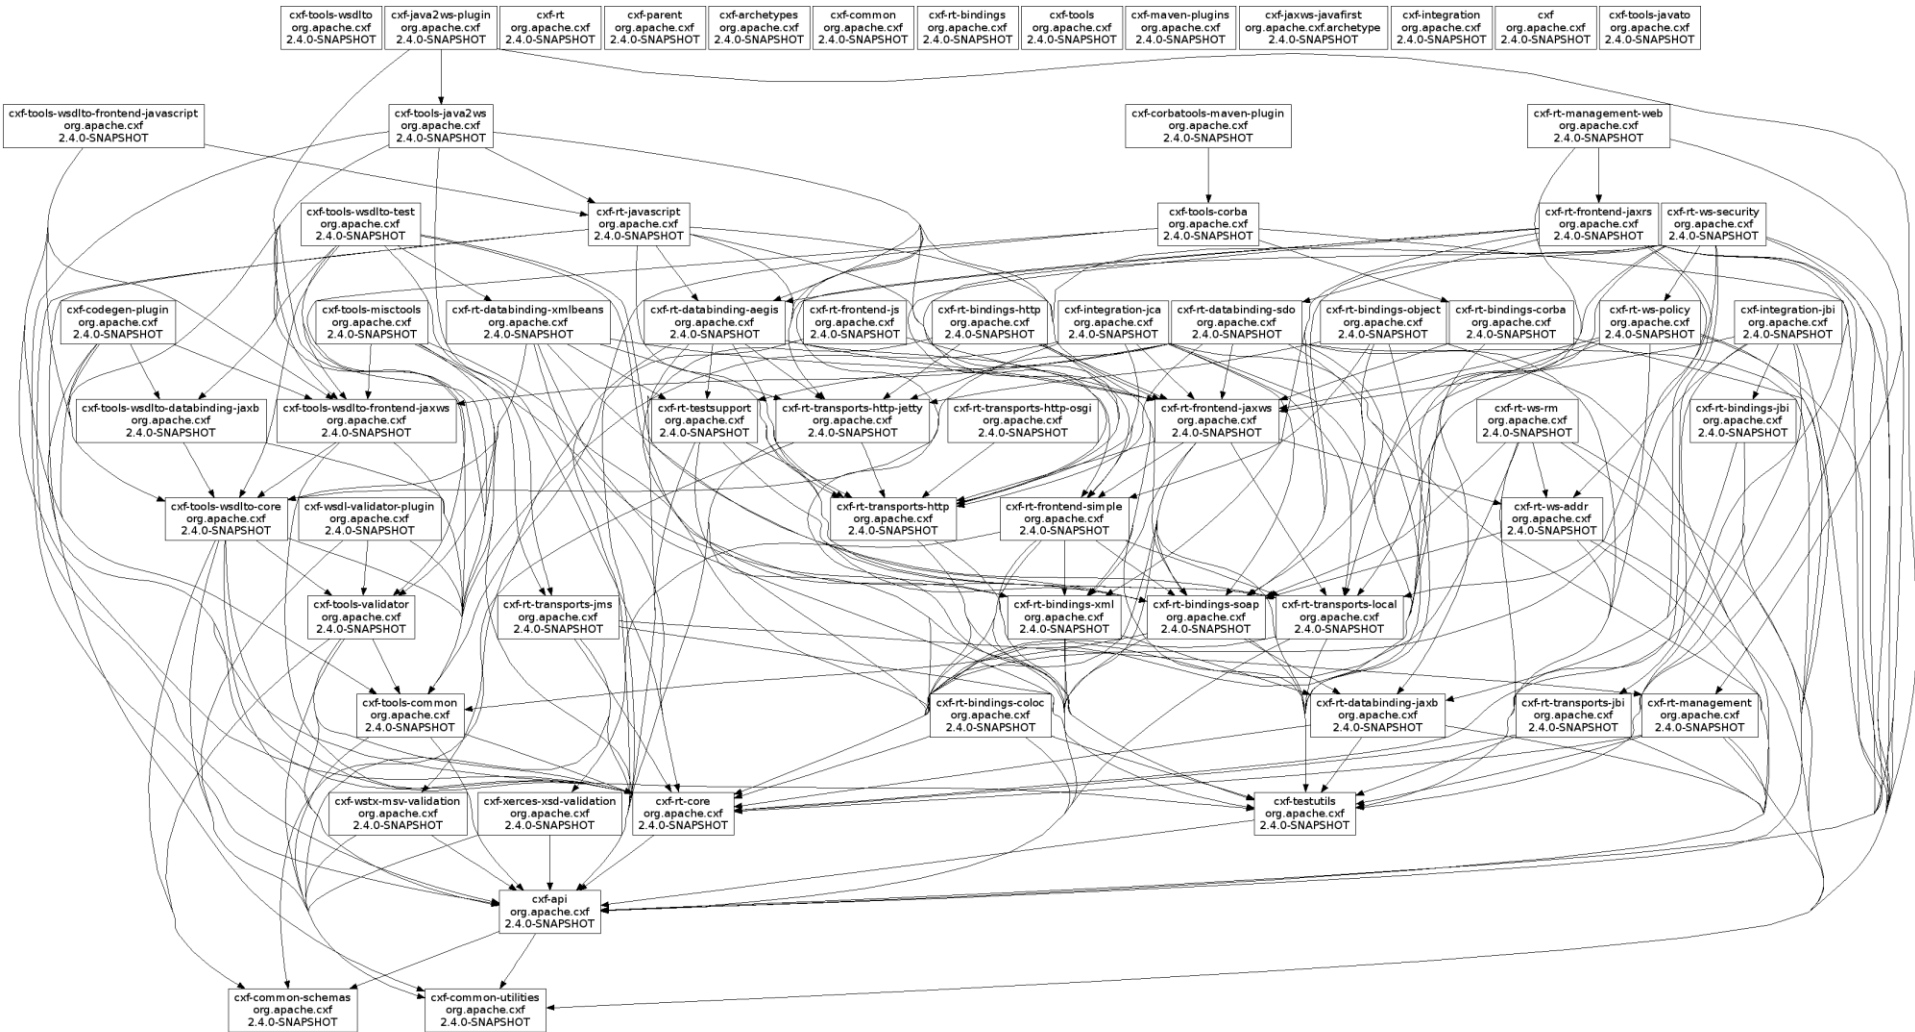 cxf-tools-wsdlto
org.apache.cxf
2.4.0-SNAPSHOT
cxf-java2ws-plugin
org.apache.cxf
2.4.0-SNAPSHOT
cxf-rt
org.apache.cxf
2.4.0-SNAPSHOT
cxf-parent
org.apache.cxf
2.4.0-SNAPSHOT
cxf-archetypes
org.apache.cxf
2.4.0-SNAPSHOT
cxf-common
org.apache.cxf
2.4.0-SNAPSHOT
cxf-rt-bindings
org.apache.cxf
2.4.0-SNAPSHOT
cxf-tools
org.apache.cxf
2.4.0-SNAPSHOT
cxf-maven-plugins
org.apache.cxf
2.4.0-SNAPSHOT
cxf-jaxws-javafirst
org.apache.cxf.archetype
2.4.0-SNAPSHOT
cxf-integration
org.apache.cxf
2.4.0-SNAPSHOT
cxf
org.apache.cxf
2.4.0-SNAPSHOT
cxf-tools-javato
org.apache.cxf
2.4.0-SNAPSHOT
cxf-tools-wsdlto-frontend-javascript
org.apache.cxf
2.4.0-SNAPSHOT
cxf-tools-java2ws
org.apache.cxf
2.4.0-SNAPSHOT
cxf-corbatools-maven-plugin
org.apache.cxf
2.4.0-SNAPSHOT
cxf-rt-management-web
org.apache.cxf
2.4.0-SNAPSHOT
cxf-tools-wsdlto-test
org.apache.cxf
2.4.0-SNAPSHOT
cxf-rt-javascript
org.apache.cxf
2.4.0-SNAPSHOT
cxf-tools-corba
org.apache.cxf
2.4.0-SNAPSHOT
cxf-rt-frontend-jaxrs
org.apache.cxf
2.4.0-SNAPSHOT
cxf-rt-ws-security
org.apache.cxf
2.4.0-SNAPSHOT
cxf-codegen-plugin
org.apache.cxf
2.4.0-SNAPSHOT
cxf-tools-misctools
org.apache.cxf
2.4.0-SNAPSHOT
cxf-rt-databinding-xmlbeans
org.apache.cxf
2.4.0-SNAPSHOT
cxf-rt-databinding-aegis
org.apache.cxf
2.4.0-SNAPSHOT
cxf-rt-frontend-js
org.apache.cxf
2.4.0-SNAPSHOT
cxf-rt-bindings-http
org.apache.cxf
2.4.0-SNAPSHOT
cxf-integration-jca
org.apache.cxf
2.4.0-SNAPSHOT
cxf-rt-databinding-sdo
org.apache.cxf
2.4.0-SNAPSHOT
cxf-rt-bindings-object
org.apache.cxf
2.4.0-SNAPSHOT
cxf-rt-bindings-corba
org.apache.cxf
2.4.0-SNAPSHOT
cxf-rt-ws-policy
org.apache.cxf
2.4.0-SNAPSHOT
cxf-integration-jbi
org.apache.cxf
2.4.0-SNAPSHOT
cxf-tools-wsdlto-databinding-jaxb
org.apache.cxf
2.4.0-SNAPSHOT
cxf-tools-wsdlto-frontend-jaxws
org.apache.cxf
2.4.0-SNAPSHOT
cxf-rt-testsupport
org.apache.cxf
2.4.0-SNAPSHOT
cxf-rt-transports-http-jetty
org.apache.cxf
2.4.0-SNAPSHOT
cxf-rt-transports-http-osgi
org.apache.cxf
2.4.0-SNAPSHOT
cxf-rt-frontend-jaxws
org.apache.cxf
2.4.0-SNAPSHOT
cxf-rt-ws-rm
org.apache.cxf
2.4.0-SNAPSHOT
cxf-rt-bindings-jbi
org.apache.cxf
2.4.0-SNAPSHOT
cxf-tools-wsdlto-core
org.apache.cxf
2.4.0-SNAPSHOT
cxf-wsdl-validator-plugin
org.apache.cxf
2.4.0-SNAPSHOT
cxf-rt-transports-http
org.apache.cxf
2.4.0-SNAPSHOT
cxf-rt-frontend-simple
org.apache.cxf
2.4.0-SNAPSHOT
cxf-rt-ws-addr
org.apache.cxf
2.4.0-SNAPSHOT
cxf-tools-validator
org.apache.cxf
2.4.0-SNAPSHOT
cxf-rt-transports-jms
org.apache.cxf
2.4.0-SNAPSHOT
cxf-rt-bindings-xml
org.apache.cxf
2.4.0-SNAPSHOT
cxf-rt-bindings-soap
org.apache.cxf
2.4.0-SNAPSHOT
cxf-rt-transports-local
org.apache.cxf
2.4.0-SNAPSHOT
cxf-tools-common
org.apache.cxf
2.4.0-SNAPSHOT
cxf-rt-bindings-coloc
org.apache.cxf
2.4.0-SNAPSHOT
cxf-rt-databinding-jaxb
org.apache.cxf
2.4.0-SNAPSHOT
cxf-rt-transports-jbi
org.apache.cxf
2.4.0-SNAPSHOT
cxf-rt-management
org.apache.cxf
2.4.0-SNAPSHOT
cxf-wstx-msv-validation
org.apache.cxf
2.4.0-SNAPSHOT
cxf-xerces-xsd-validation
org.apache.cxf
2.4.0-SNAPSHOT
cxf-rt-core
org.apache.cxf
2.4.0-SNAPSHOT
cxf-testutils
org.apache.cxf
2.4.0-SNAPSHOT
cxf-api
org.apache.cxf
2.4.0-SNAPSHOT
cxf-common-schemas
org.apache.cxf
2.4.0-SNAPSHOT
cxf-common-utilities
org.apache.cxf
2.4.0-SNAPSHOT